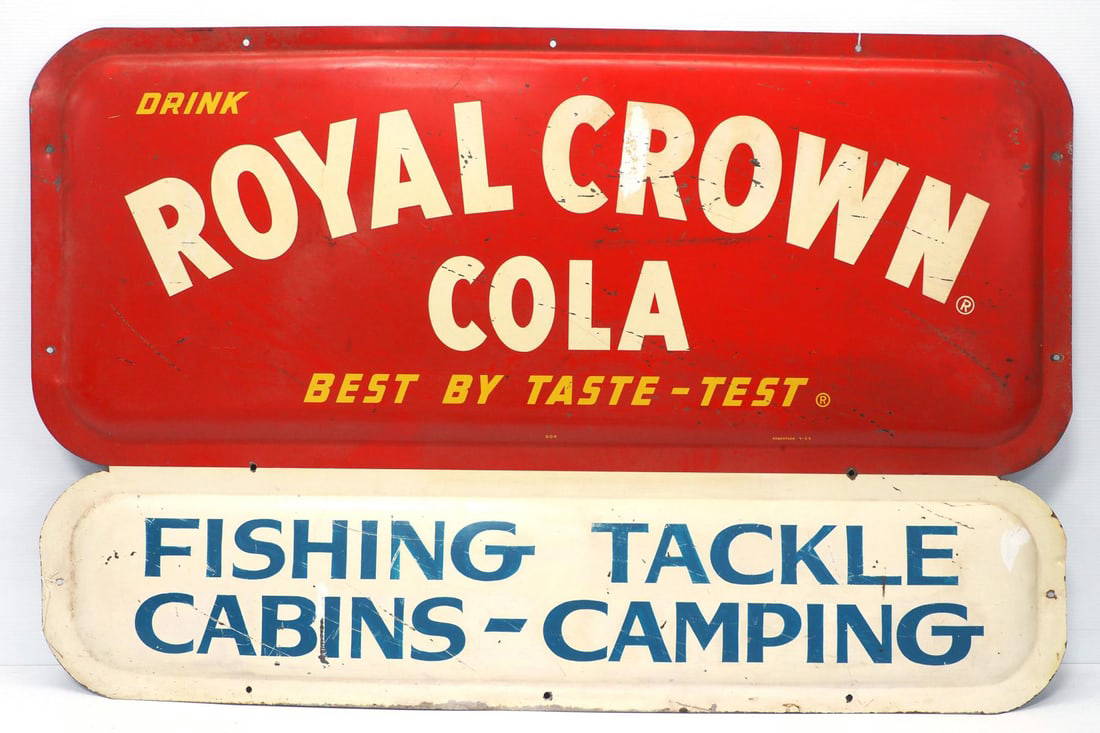 DRINK
ROYAL CROWN ®
COLA
BEST BY TASTE-TEST ®
FISHING TACKLE
CABINS-CAMPING